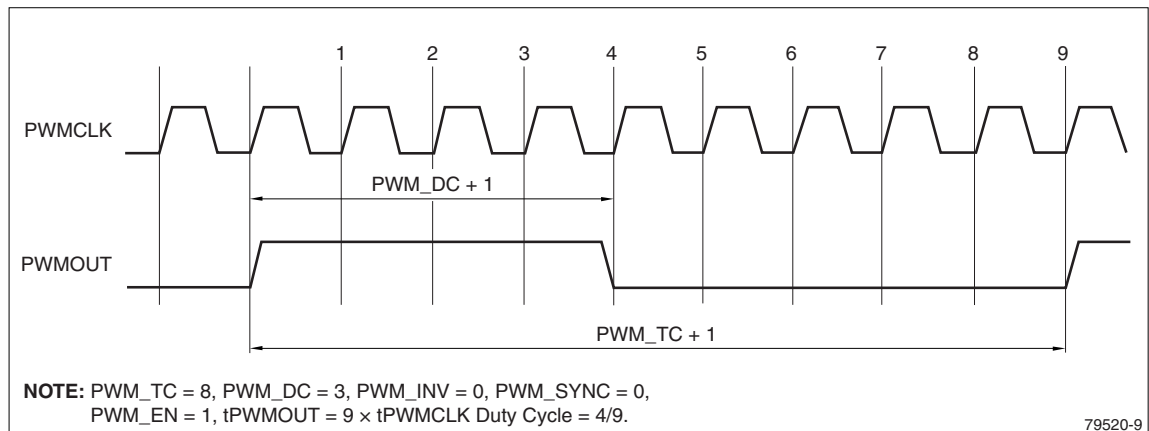 1 2 3 4 5 6 7 8 9
PWMCLK
PWM_DC + 1
PWMOUT
PWM_TC + 1
NOTE: PWM_TC = 8, PWM_DC = 3, PWM_INV = 0, PWM_SYNC = 0,
PWM_EN = 1, tPWMOUT = 9 × tPWMCLK Duty Cycle = 4/9.
79520-9